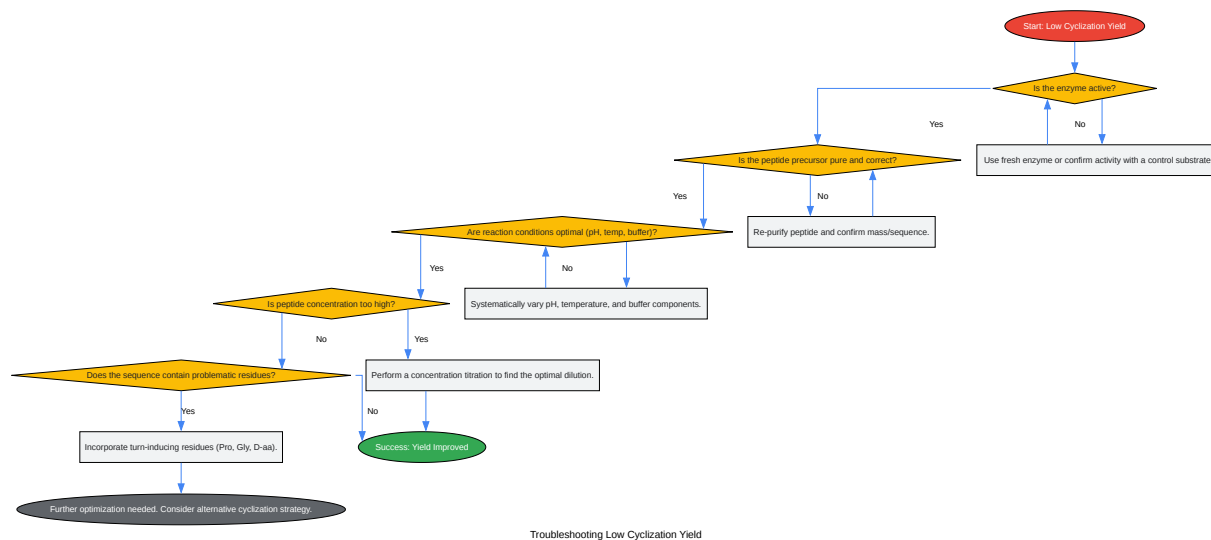 Start: Low Cyclization Yield
Is the enzyme active?
Yes
No
Use fresh enzyme or confirm activity with a control substrate
Is the peptide precursor pure and correct?
Yes
No
Re-purify peptide and confirm mass/sequence.
Are reaction conditions optimal (pH, temp, buffer)?
Yes
No
Systematically vary pH, temperature, and buffer components.
Is peptide concentration too high?
No
Yes
Perform a concentration titration to find the optimal dilution.
Does the sequence contain problematic residues?
Yes
No
Incorporate turn-inducing residues (Pro, Gly, D-aa).
Success: Yield Improved
Further optimization needed. Consider alternative cyclization strategy.
Troubleshooting Low Cyclization Yield